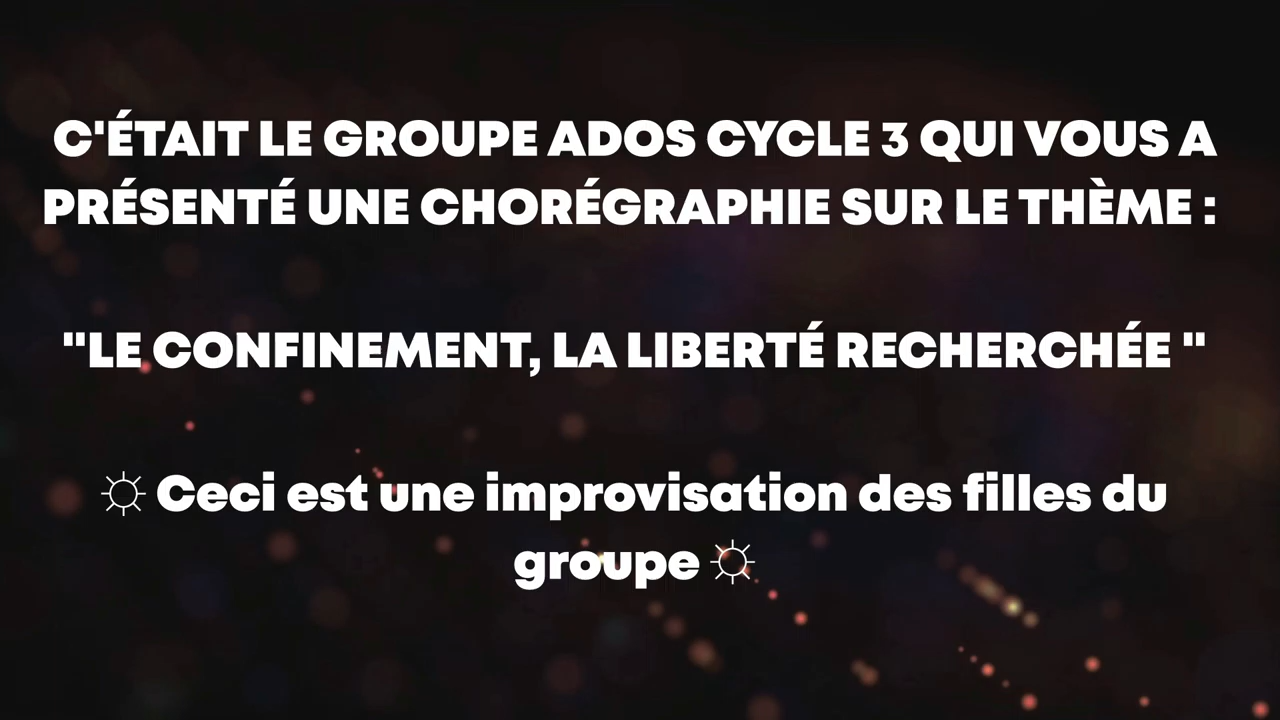 C'ÉTAIT LE GROUPE ADOS CYCLE 3 QUI VOUS A
PRÉSENTÉ UNE CHORÉGRAPHIE SUR LE THÈME :
"LE CONFINEMENT, LA LIBERTÉ RECHERCHÉE "
☼ Ceci est une improvisation des filles du
groupe ☼